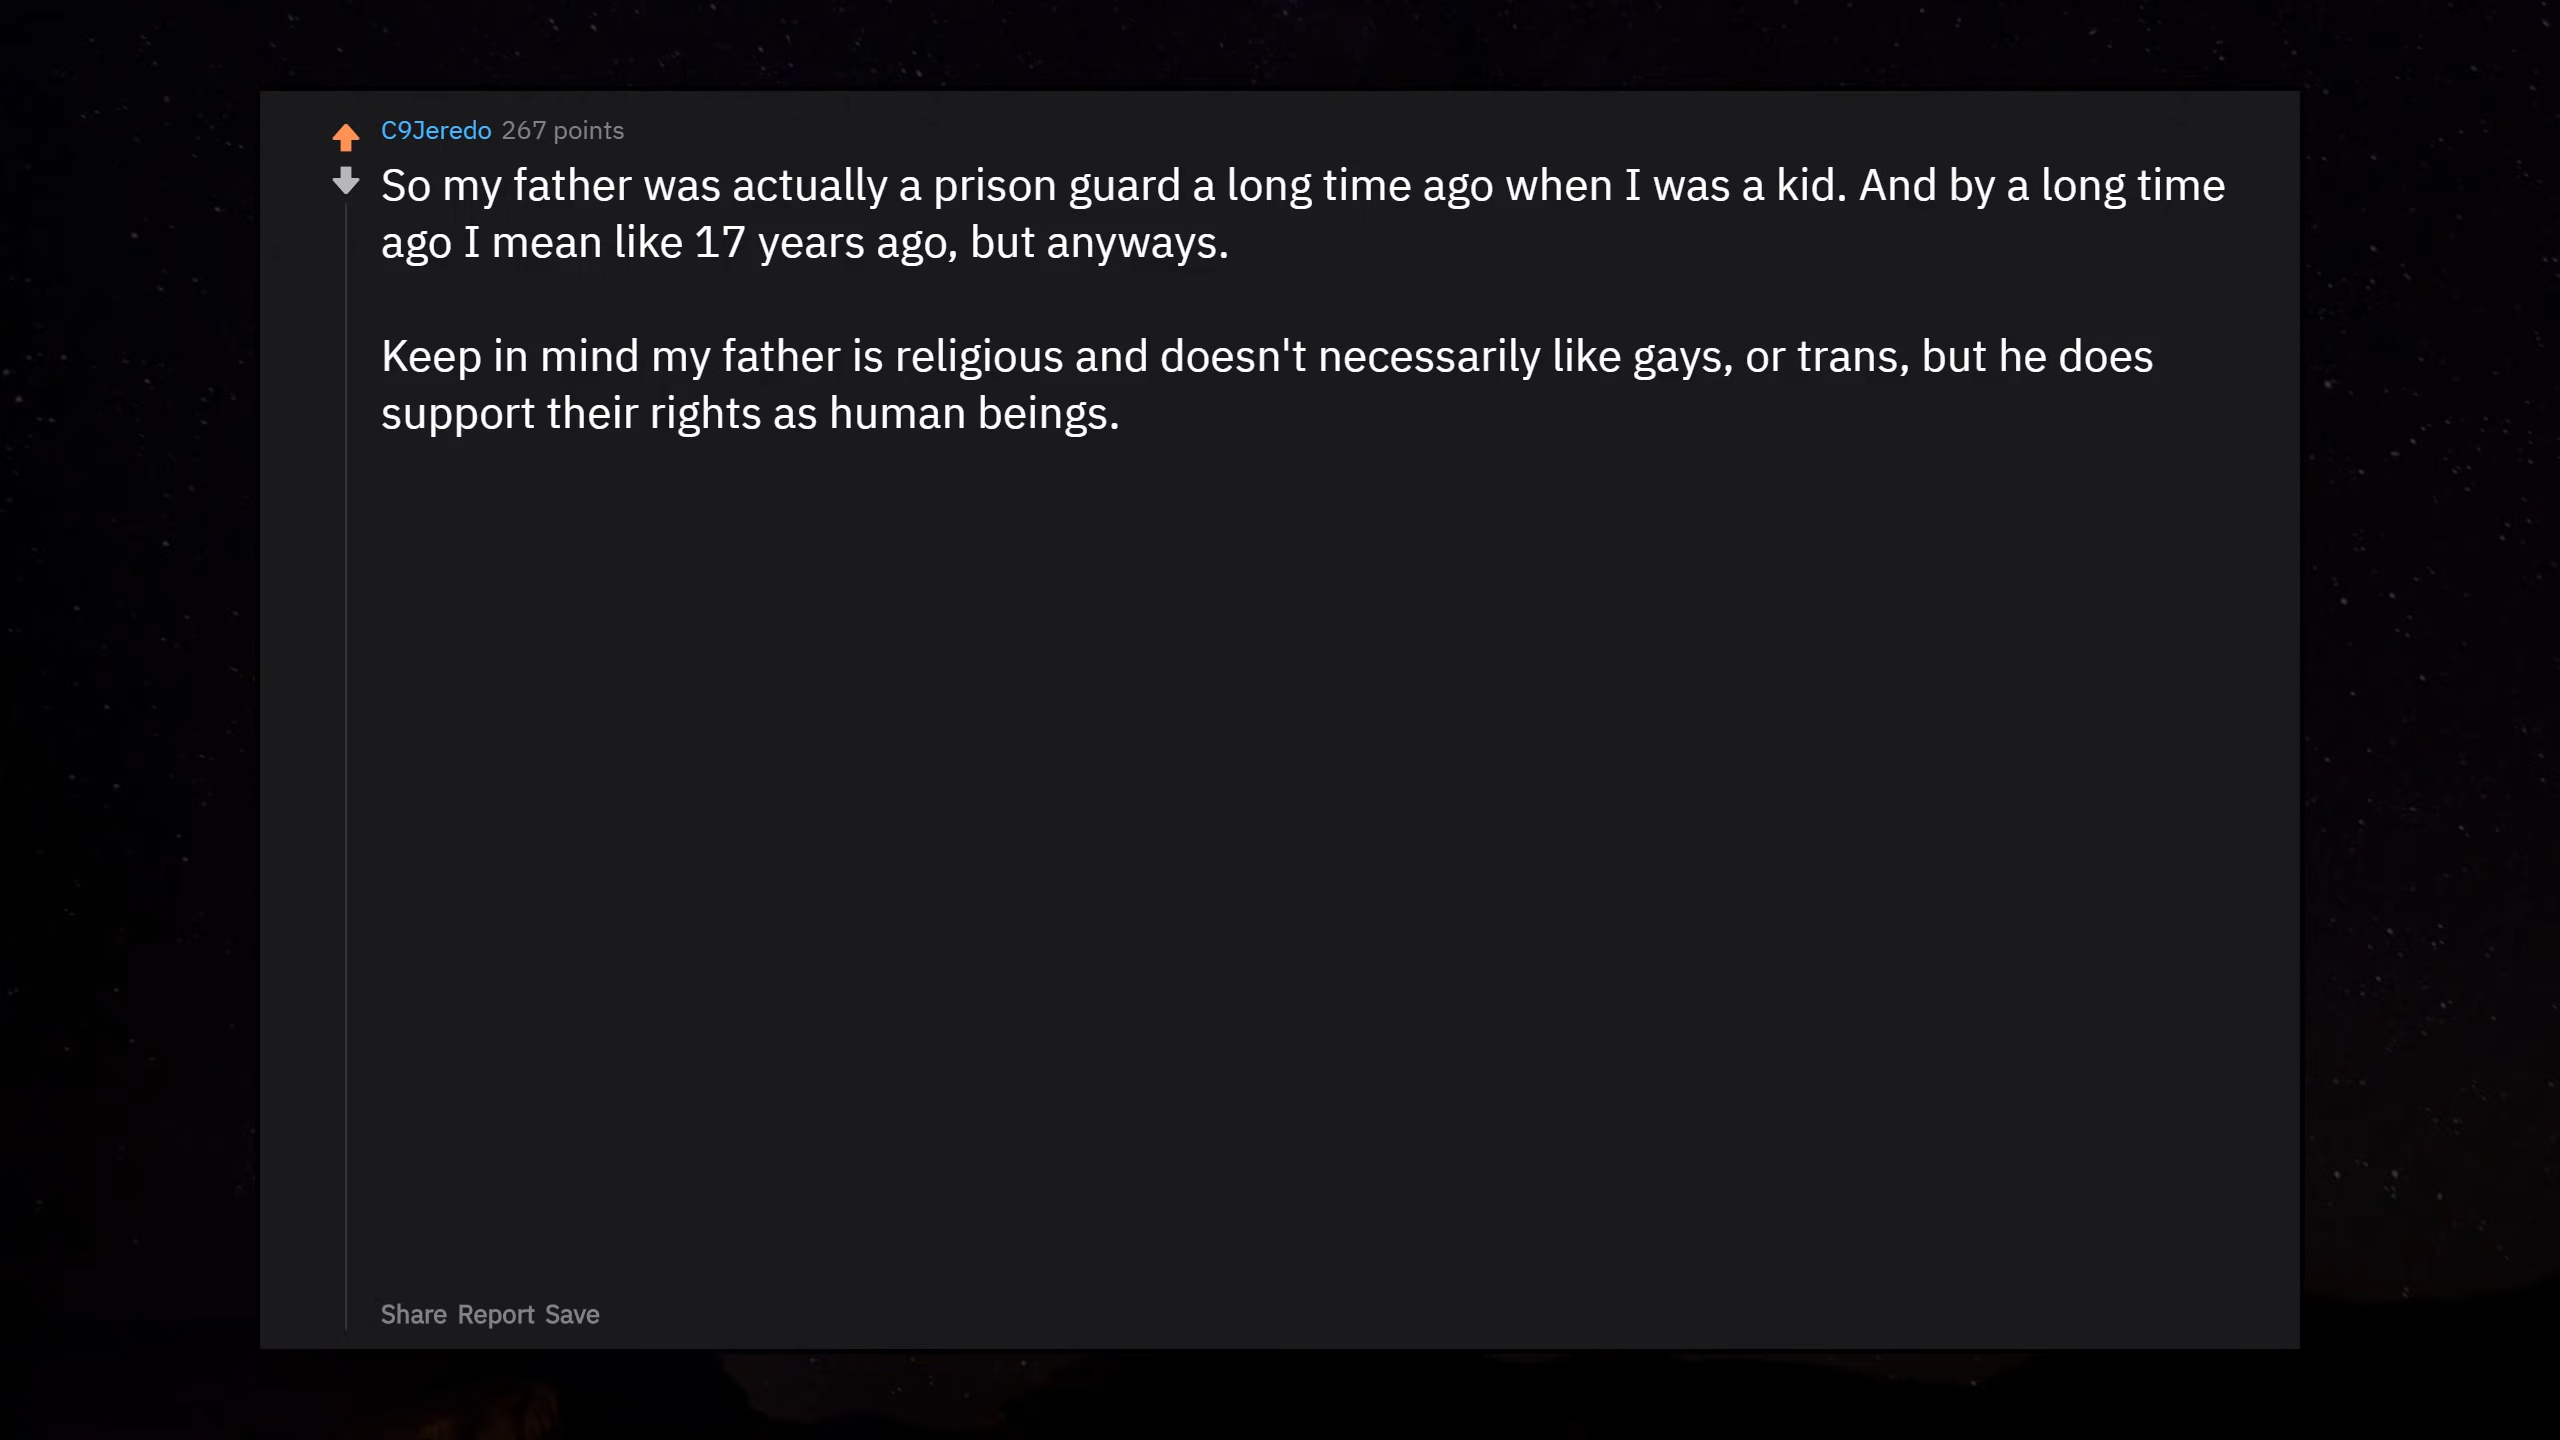 C9Jeredo 267 points
So my father was actually a prison guard a long time ago when I was a kid. And by a long time
ago I mean like 17 years ago, but anyways.
Keep in mind my father is religious and doesn't necessarily like gays, or trans, but he does
support their rights as human beings.
Share Report Save